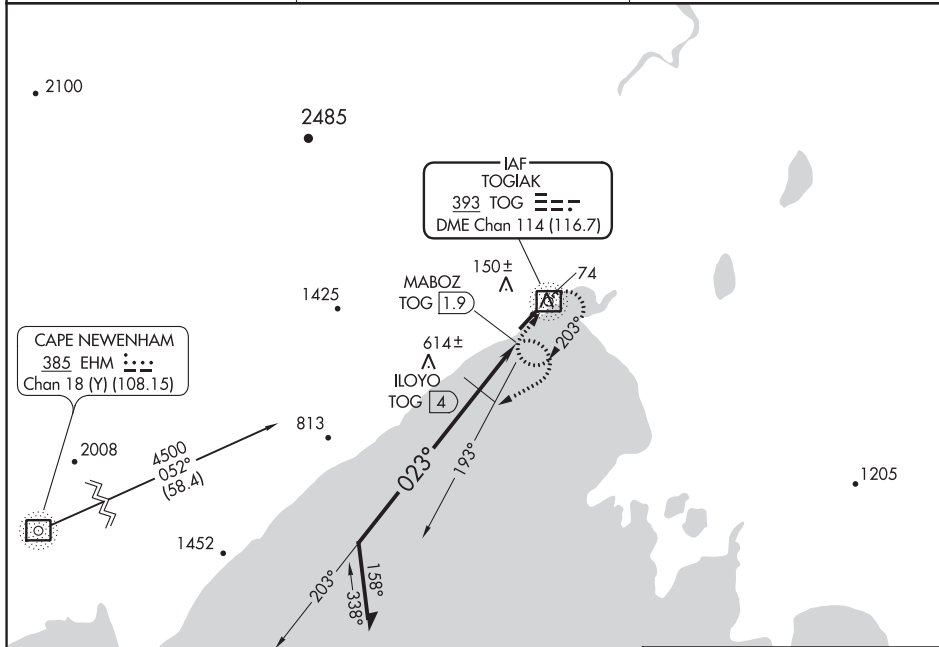 2100
2485
IAF
TOGIAK
393 TOG
DME Chan 114 (116.7)
150±
74
MABOZ
TOG 1.9
1425
203°
CAPE NEWENHAM
385 EHM
Chan 18 (Y) (108.15)
614±
ILOYO
TOG 4
813
4500
052°
(58.4)
2008
023°
193°
1205
1452
203°
338°
158°